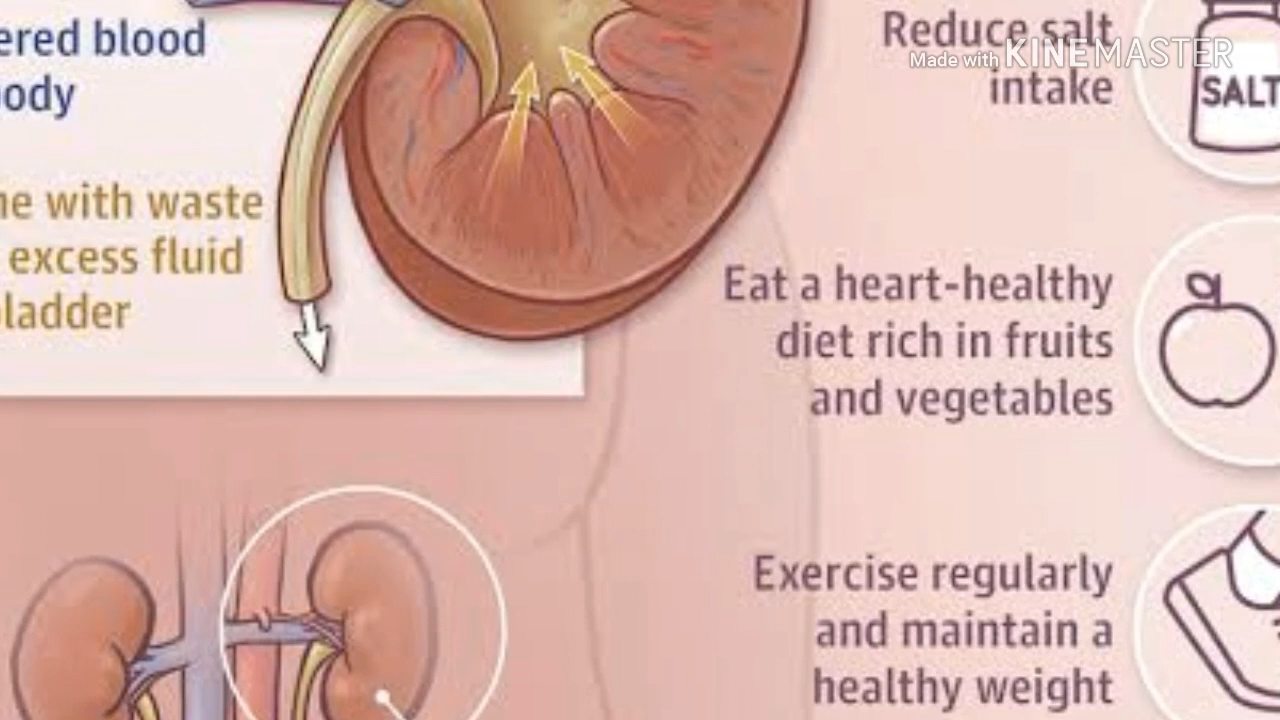 ered blood
ody
ne with waste
excess fluid
ladder
Reduce salt
intake
Made with KINEMASTER
SALT
Eat a heart-healthy
diet rich in fruits
and vegetables
Exercise regularly
and maintain a
healthy weight